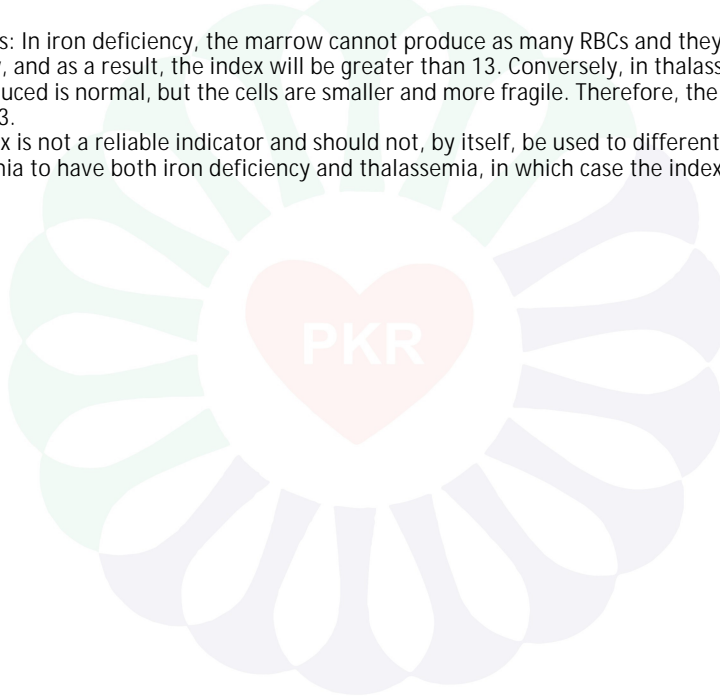 s: In iron deficiency, the marrow cannot produce as many RBCs and they
, and as a result, the index will be greater than 13. Conversely, in thalass
uced is normal, but the cells are smaller and more fragile. Therefore, the
3.
x is not a reliable indicator and should not, by itself, be used to different
nia to have both iron deficiency and thalassemia, in which case the index
PKR